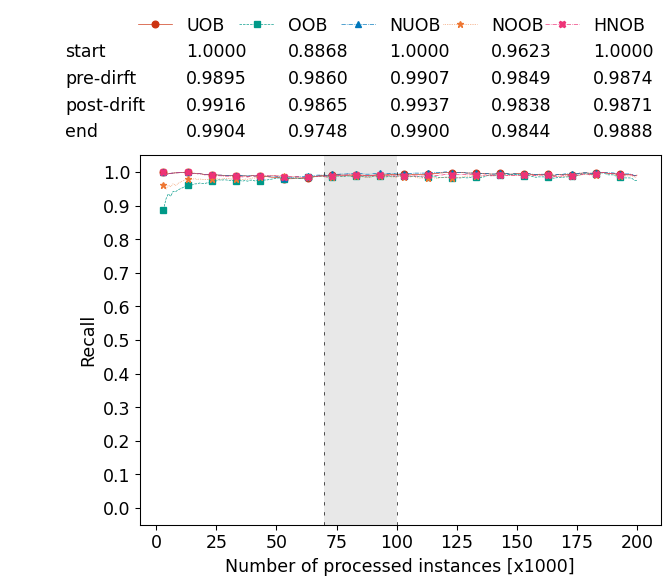 UOB OOB NUOB NOOB HNOB
start 1.0000 0.8868 1.0000 0.9623 1.0000
pre-dirft 0.9895 0.9860 0.9907 0.9849 0.9874
post-drift 0.9916 0.9865 0.9937 0.9838 0.9871
end 0.9904 0.9748 0.9900 0.9844 0.9888
1.0
0.9
0.8
0.7
0.6
0.5
0.4
0.3
0.2
0.1
0.0
Recall
0 25 50 75 100 125 150 175 200
Number of processed instances [x1000]